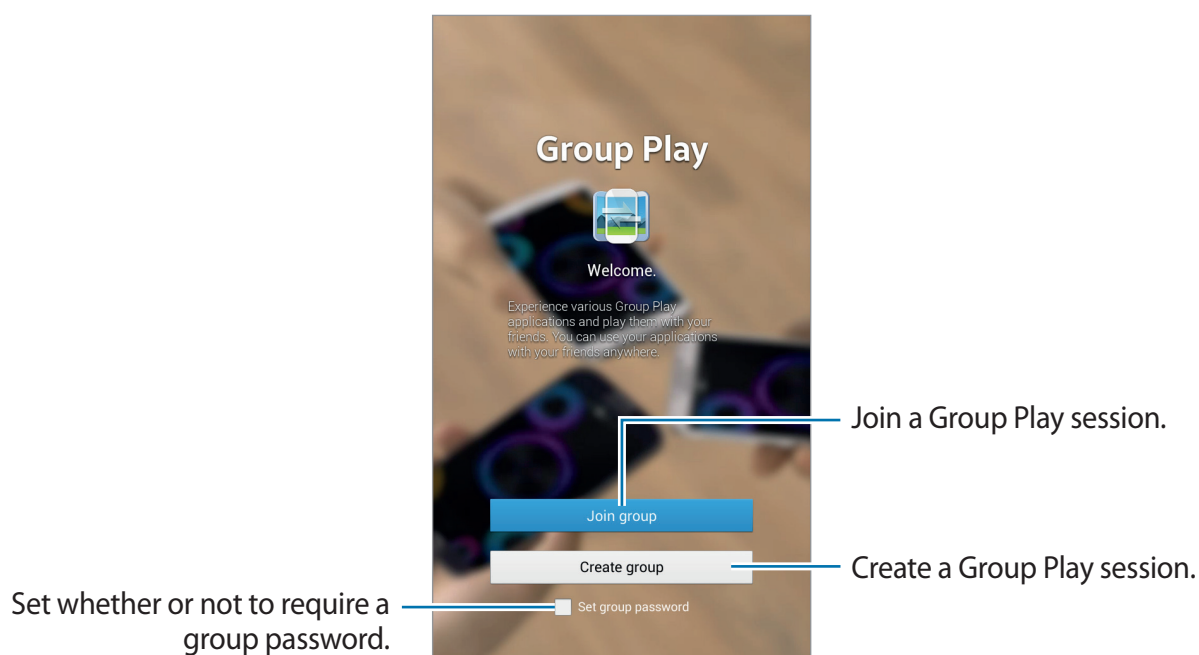 Group Play
Welcome.
Experience various Group Play
applications and play them with your
friends. You can use your applications
with your friends anywhere.
Join a Group Play session.
Join group
Create group
Create a Group Play session.
Set whether or not to require a
group password.
Set group password